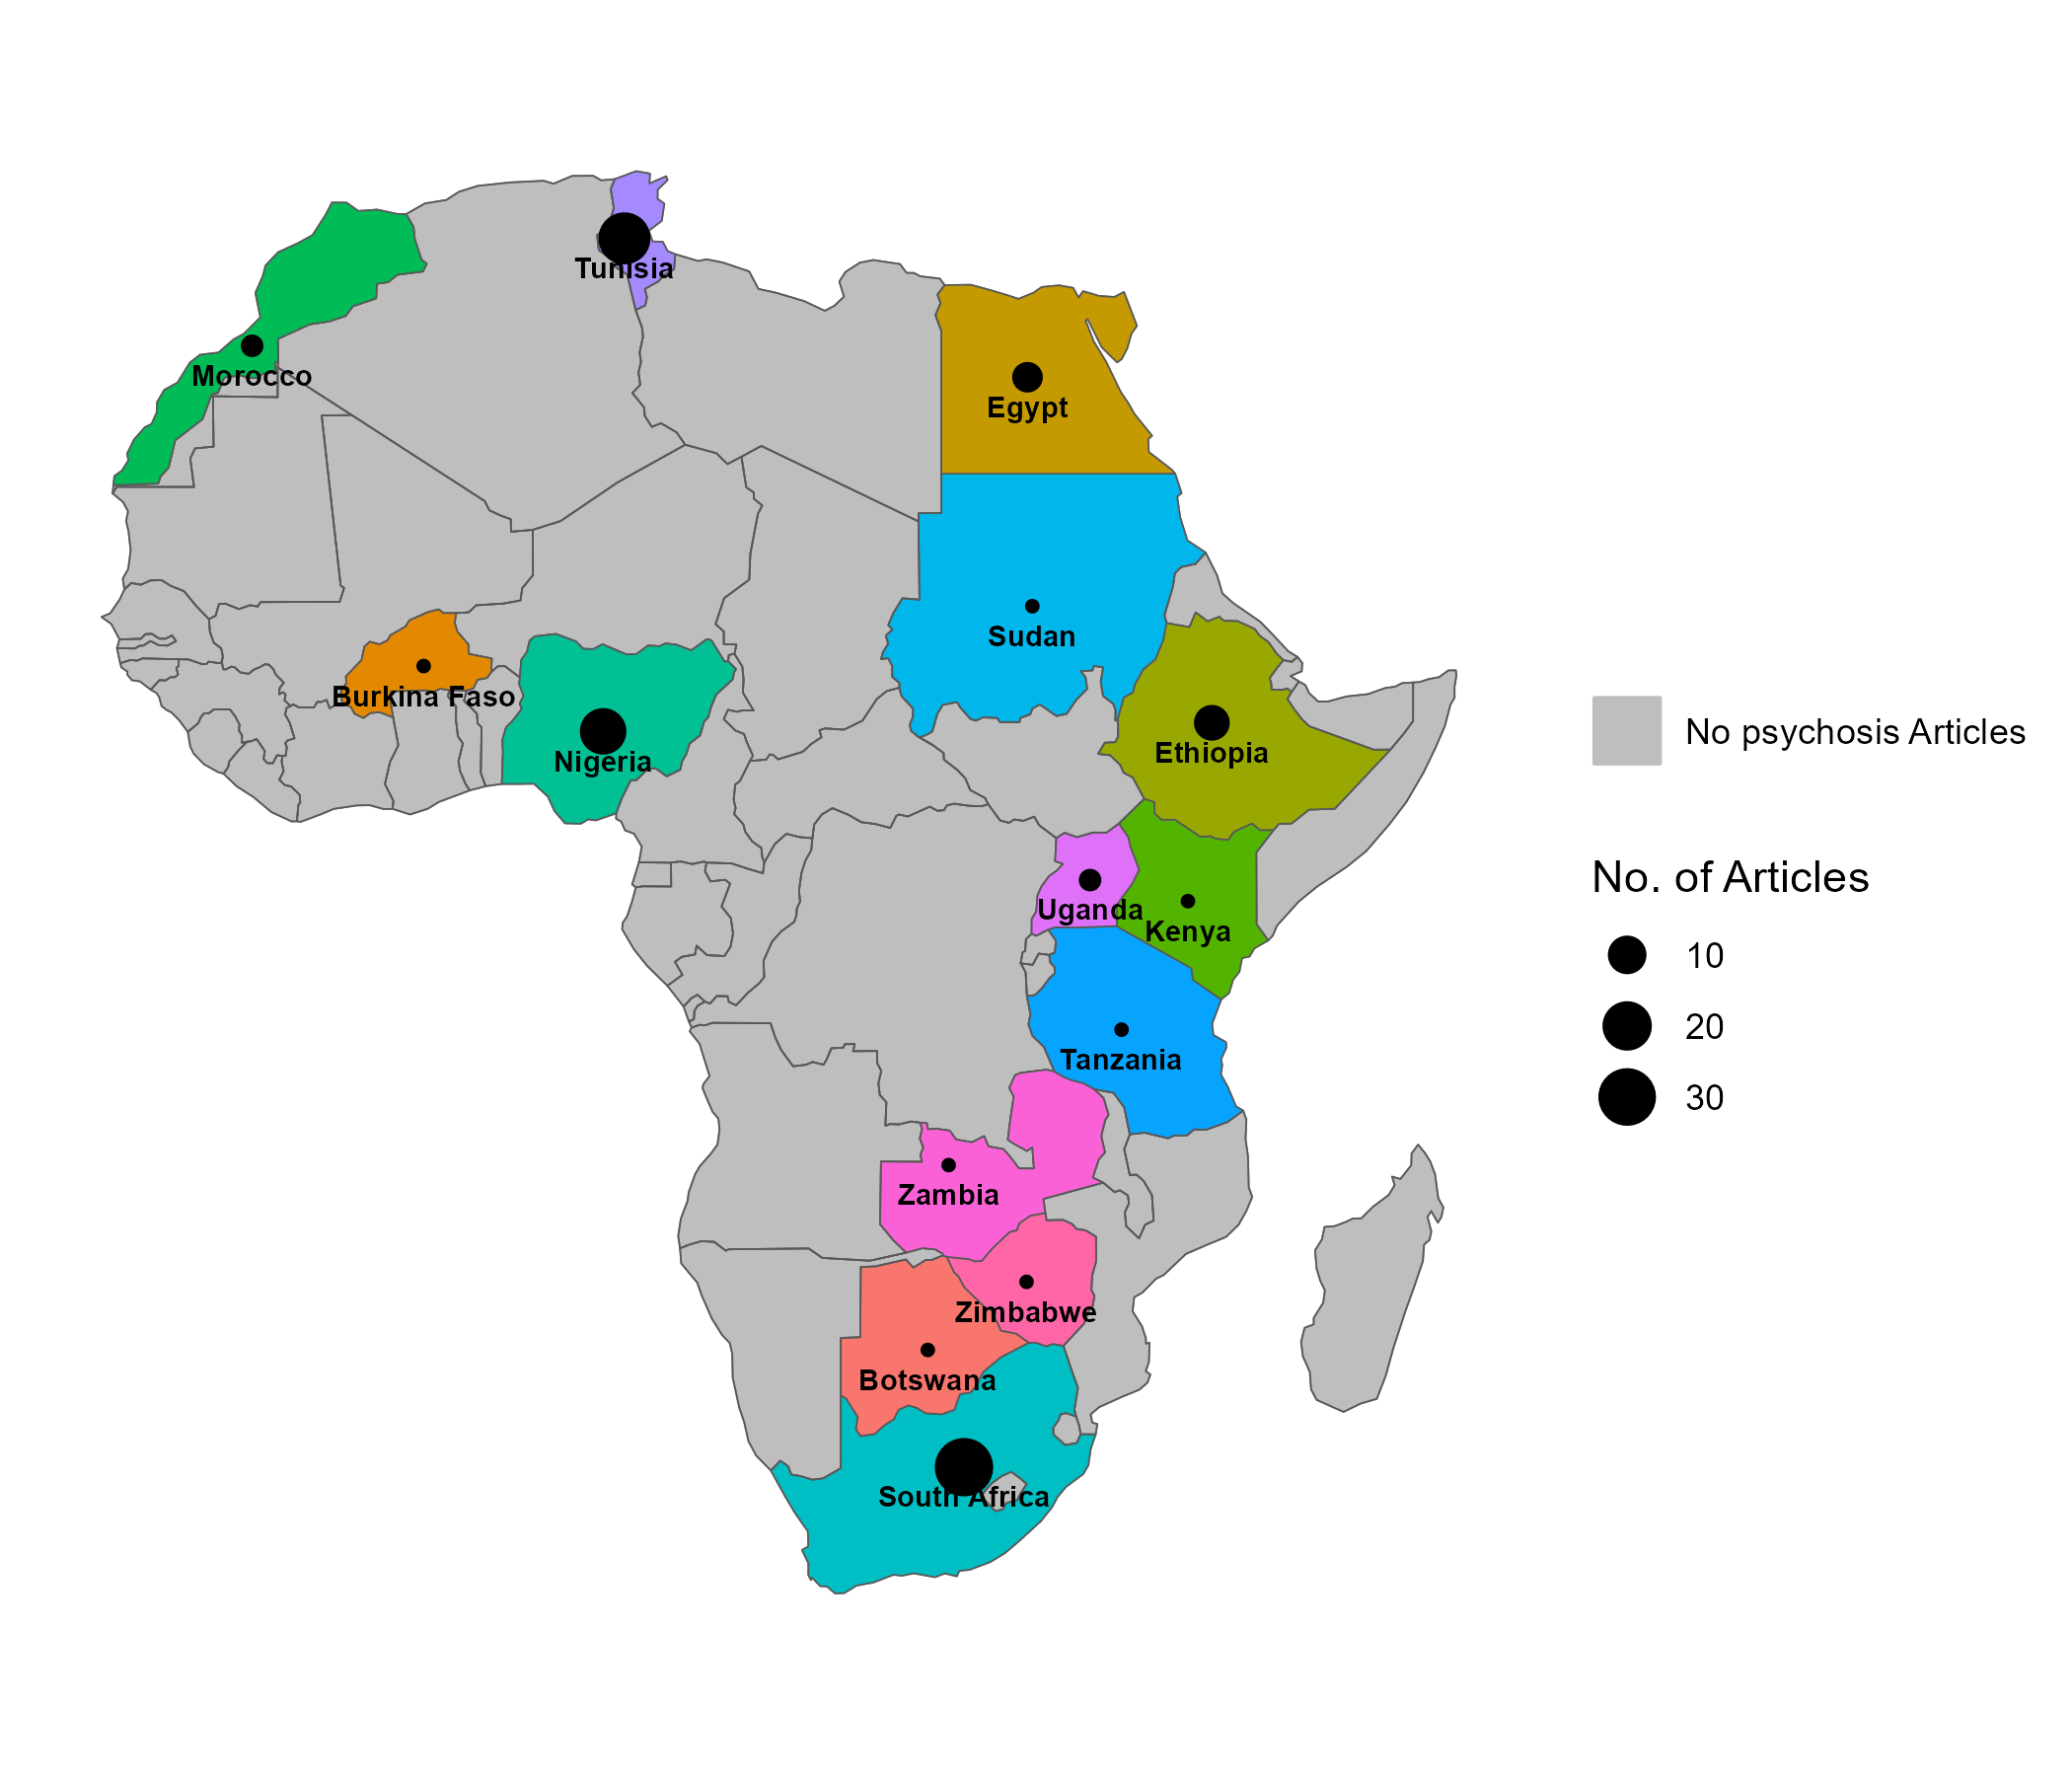 Tunisia
Morocco
Egypt
Sudan
Burkina Faso
Nigeria
Ethiopia
Uganda
Kenya
Tanzania
Zambia
Zimbabwe
Botswana
South Africa
No psychosis Articles
No. of Articles
10
20
30